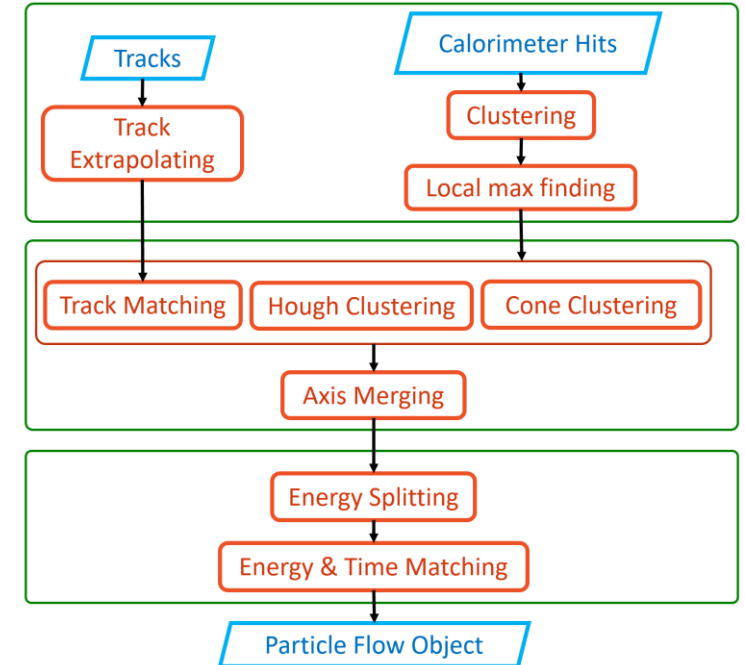 Tracks
Calorimeter Hits
Track
Extrapolating
Clustering
Local max finding
Track Matching
Hough Clustering
Cone Clustering
Axis Merging
Energy Splitting
Energy & Time Matching
Particle Flow Object